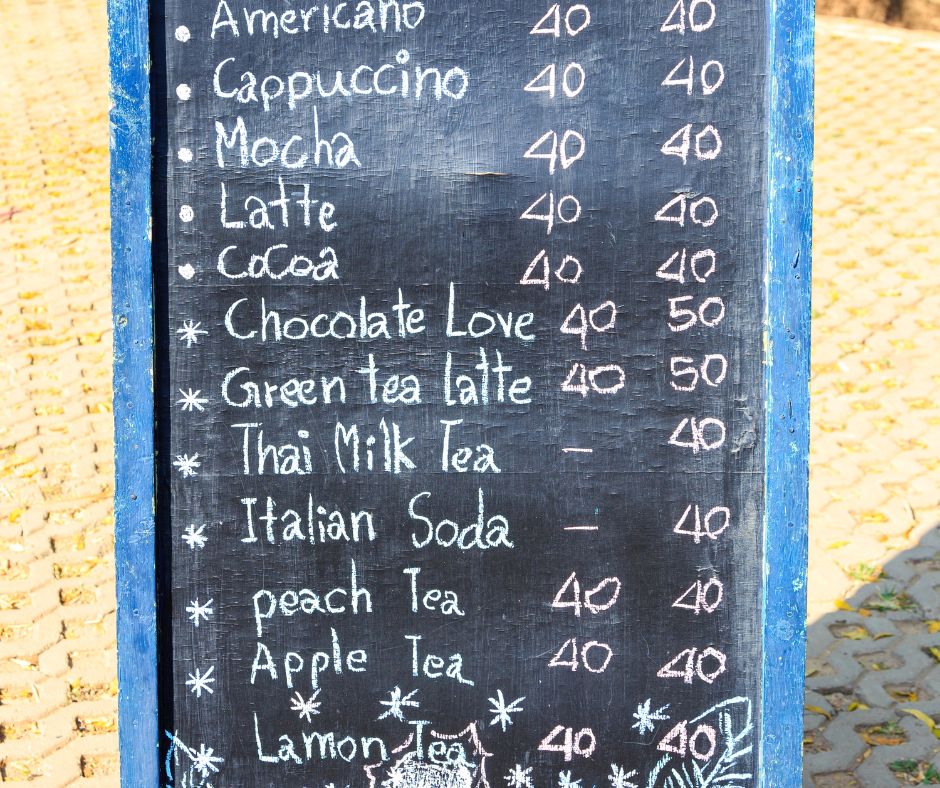 Americano 40 40
Cappuccino 40 40
Mocha 40 40
Latte 40 40
Cocoa 40 40
Chocolate Love 40 50
Green tea latte 40 50
Thai Milk Tea – 40
Italian Soda – 40
peach Tea 40 40
Apple Tea 40 40
Lamon Tea 40 40